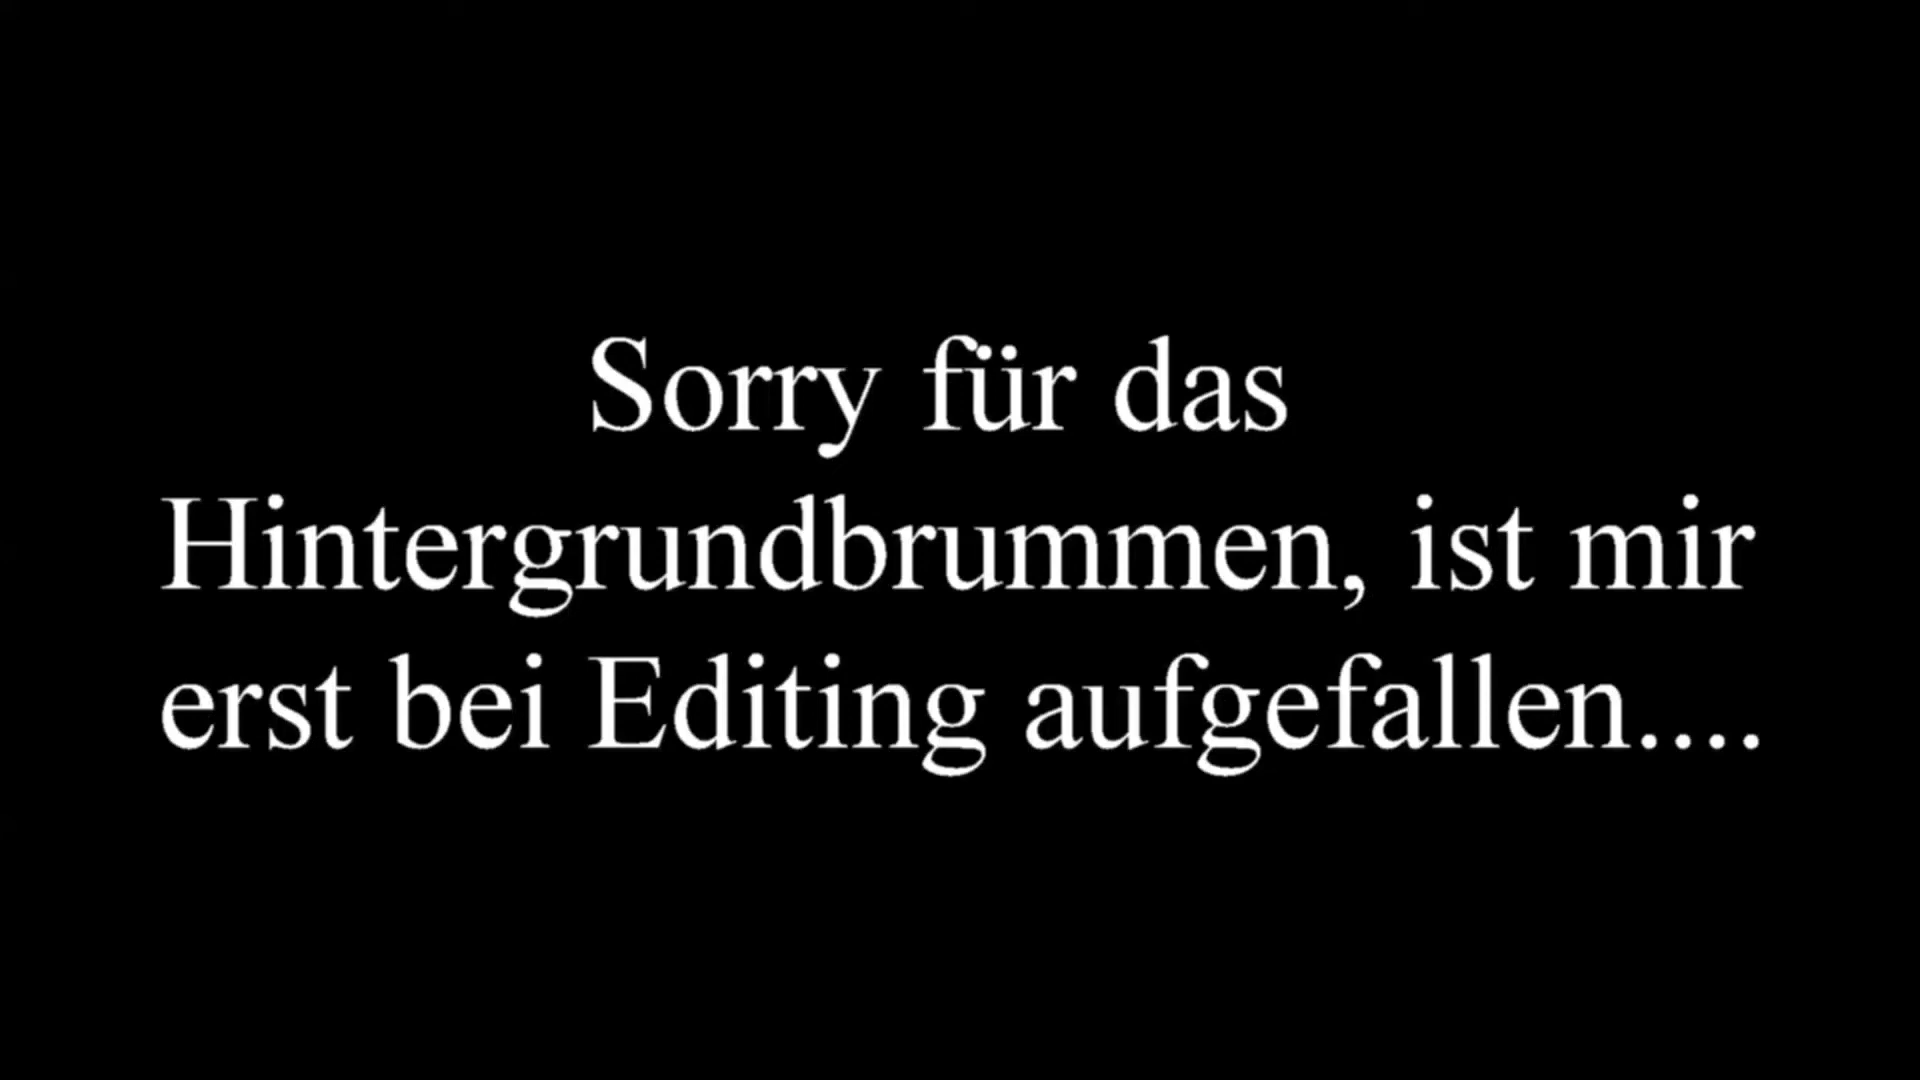 Sorry für das
Hintergrundbrummen, ist mir
erst bei Editing aufgefallen....